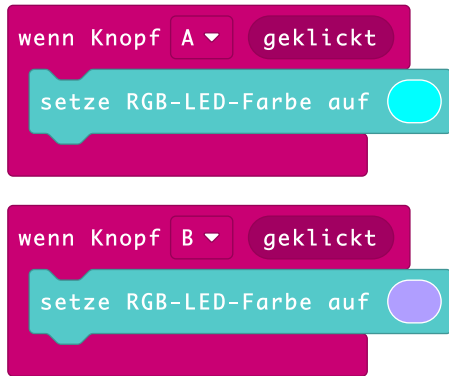 wenn Knopf A geklickt
setze RGB-LED-Farbe auf
wenn Knopf B geklickt
setze RGB-LED-Farbe auf